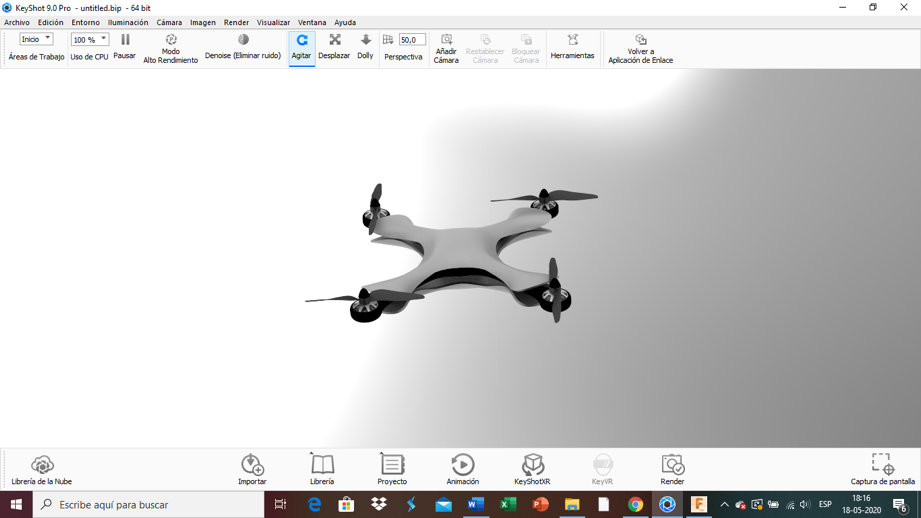 KeyShot 9.0 Pro - untitled.bip - 64 bit
Archivo Edición Entorno Iluminación Cámara Imagen Render Visualizar Ventana Ayuda
Inicio 100 % 50,0
Áreas de Trabajo Uso de CPU Pausar Modo Alto Rendimiento Denoise (Eliminar ruido) Agitar Desplazar Dolly Perspectiva Añadir Cámara Restablecer Cámara Bloquear Cámara Herramientas Volver a Aplicación de Enlace
Librería de la Nube Importar Librería Proyecto Animación KeyShotXR KeyVR Render Captura de pantalla
Escribe aquí para buscar
ESP
18:16
18-05-2020
6